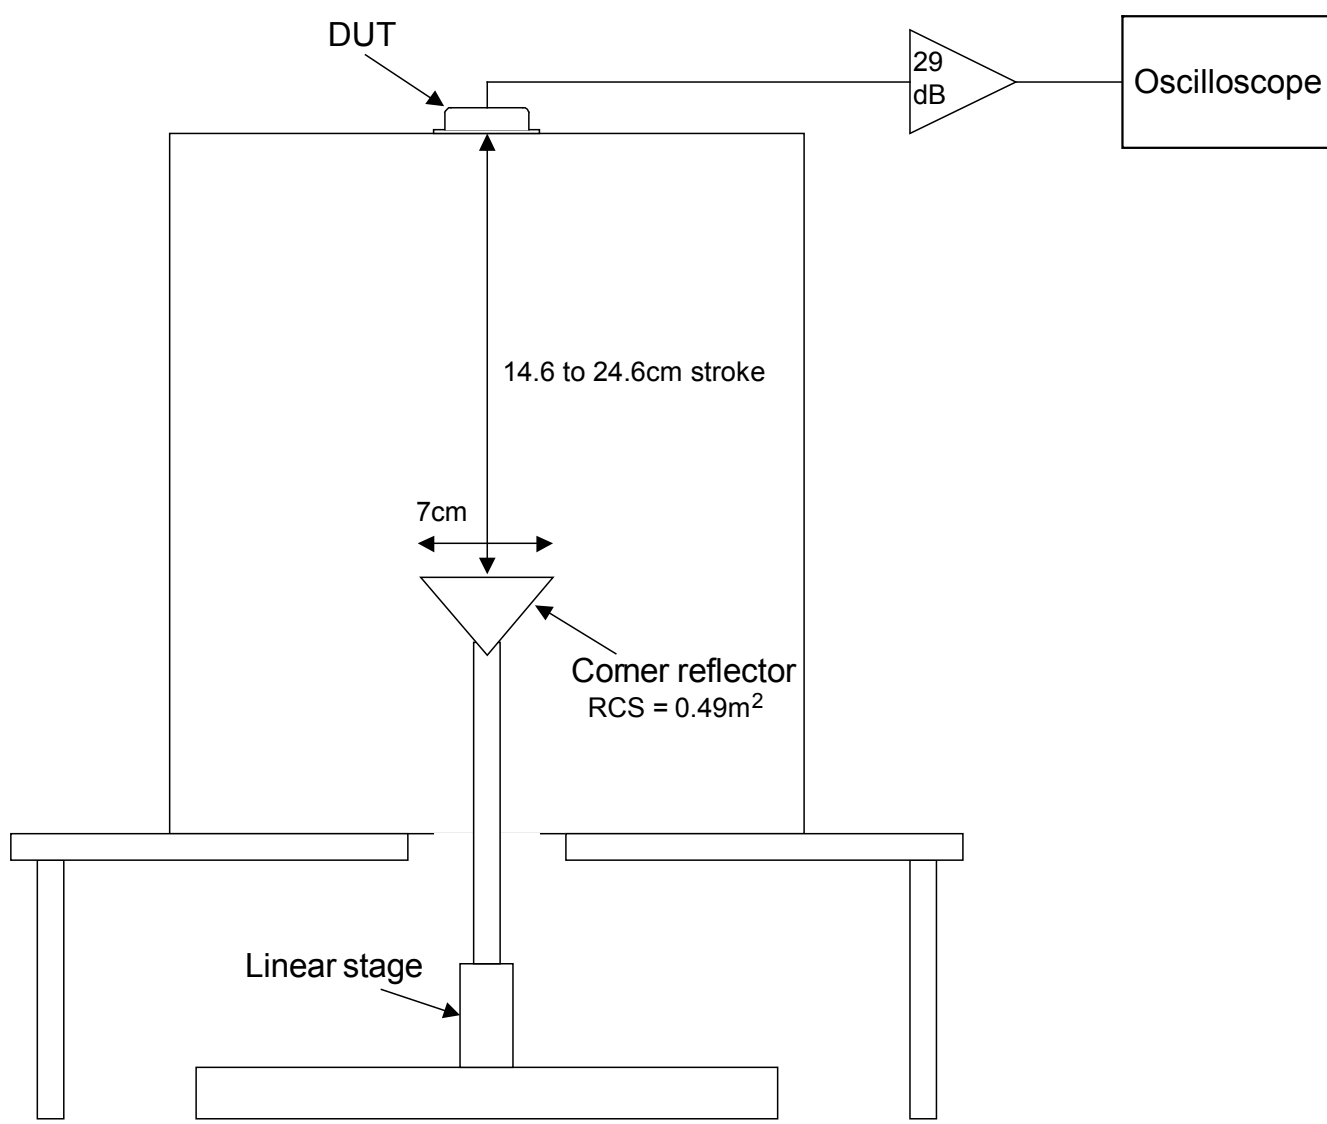 DUT
29
dB
Oscilloscope
14.6 to 24.6cm stroke
7cm
Corner reflector
RCS = 0.49m²
Linear stage